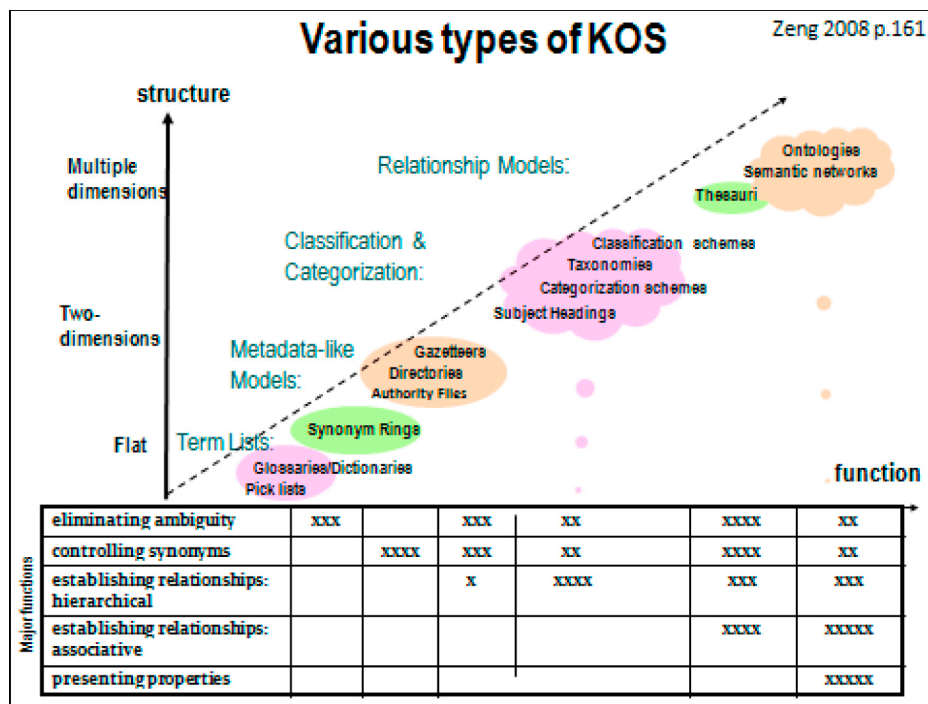 Various types of KOS
Zeng 2008 p.161
structure
Multiple
dimensions
Relationship Models:
Ontologies
Semantic networks
Thesauri
Classification &
Categorization:
Classification schemes
Taxonomies
Categorization schemes
Subject Headings
Two-
dimensions
Metadata-like
Models:
Gazetteers
Directories
Authority Files
Flat
Term Lists:
Synonym Rings
Glossaries/Dictionaries
Pick lists
function
Major functions
eliminating ambiguity xxx xxx xx xxxx xx
controlling synonyms xxxx xxx xx xxxx xx
establishing relationships:
hierarchical x xxxx xxx xxx
establishing relationships:
associative xxxx xxxxx
presenting properties xxxxx